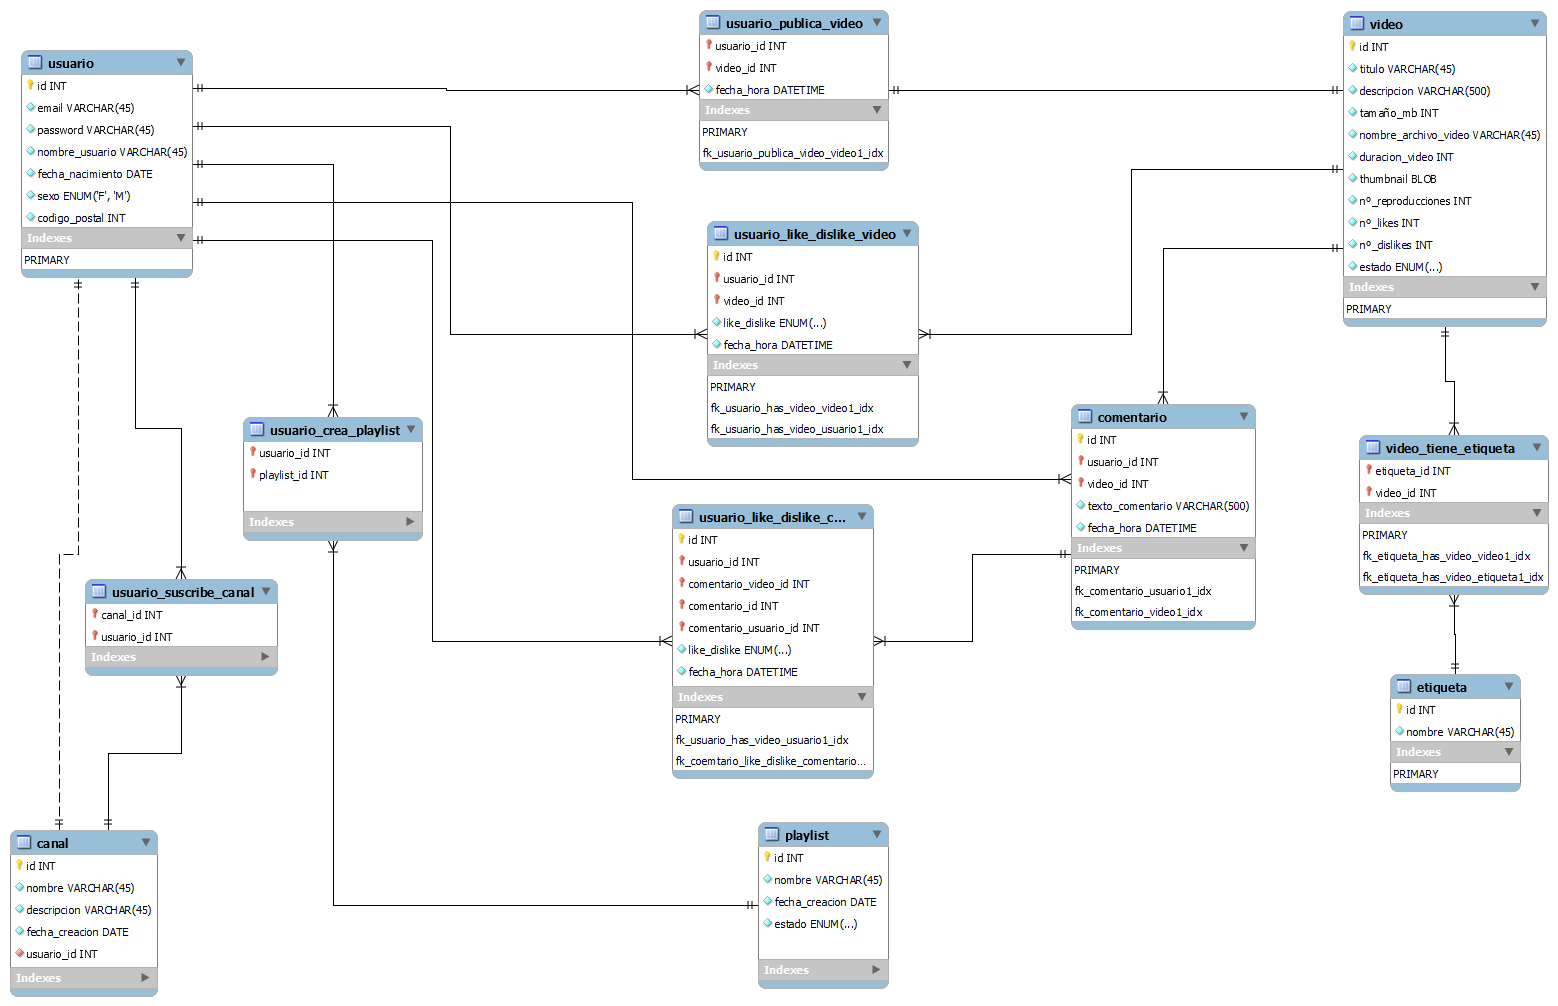 usuario
id INT
email VARCHAR(45)
password VARCHAR(45)
nombre_usuario VARCHAR(45)
fecha_nacimiento DATE
sexo ENUM('F', 'M')
codigo_postal INT
Indexes
PRIMARY
usuario_publica_video
usuario_id INT
video_id INT
fecha_hora DATETIME
Indexes
PRIMARY
fk_usuario_publica_video_video1_idx
video
id INT
titulo VARCHAR(45)
descripcion VARCHAR(500)
tamaño_mb INT
nombre_archivo_video VARCHAR(45)
duracion_video INT
thumbnail BLOB
nº_reproducciones INT
nº_likes INT
nº_dislikes INT
estado ENUM(...)
Indexes
PRIMARY
usuario_like_dislike_video
id INT
usuario_id INT
video_id INT
like_dislike ENUM(...)
fecha_hora DATETIME
Indexes
PRIMARY
fk_usuario_has_video_video1_idx
fk_usuario_has_video_usuario1_idx
usuario_crea_playlist
usuario_id INT
playlist_id INT
Indexes
comentario
id INT
usuario_id INT
video_id INT
texto_comentario VARCHAR(500)
fecha_hora DATETIME
Indexes
PRIMARY
fk_comentario_usuario1_idx
fk_comentario_video1_idx
video_tiene_etiqueta
etiqueta_id INT
video_id INT
Indexes
PRIMARY
fk_etiqueta_has_video_video1_idx
fk_etiqueta_has_video_etiqueta1_idx
usuario_like_dislike_c...
id INT
usuario_id INT
comentario_video_id INT
comentario_id INT
comentario_usuario_id INT
like_dislike ENUM(...)
fecha_hora DATETIME
Indexes
PRIMARY
fk_usuario_has_video_usuario1_idx
fk_coemtario_like_dislike_comentario...
usuario_suscribe_canal
canal_id INT
usuario_id INT
Indexes
etiqueta
id INT
nombre VARCHAR(45)
Indexes
PRIMARY
canal
id INT
nombre VARCHAR(45)
descripcion VARCHAR(45)
fecha_creacion DATE
usuario_id INT
Indexes
playlist
id INT
nombre VARCHAR(45)
fecha_creacion DATE
estado ENUM(...)
Indexes